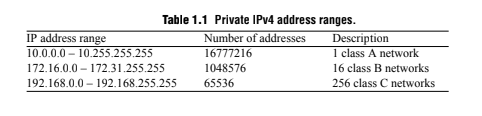 Table 1.1 Private IPv4 address ranges.
IP address range Number of addresses Description
10.0.0.0 – 10.255.255.255 16777216 1 class A network
172.16.0.0 – 172.31.255.255 1048576 16 class B networks
192.168.0.0 – 192.168.255.255 65536 256 class C networks